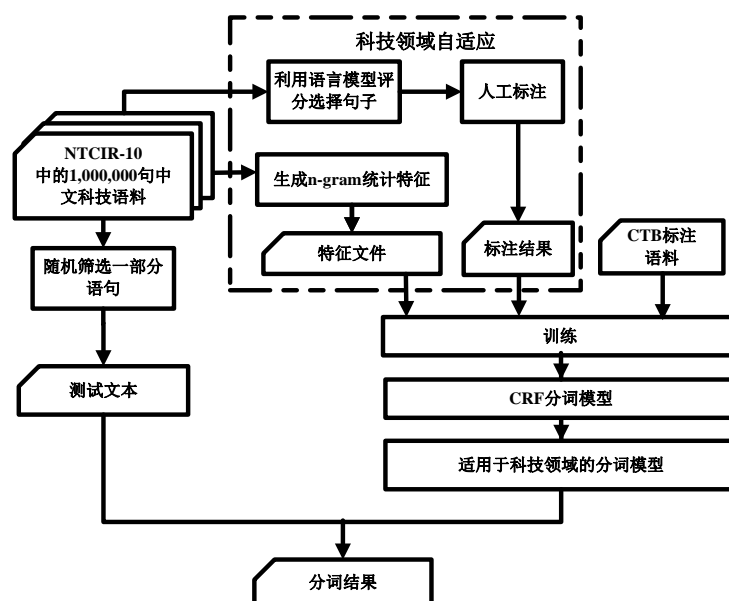 科技领域自适应
利用语言模型评
分选择句子
人工标注
NTCIR-10
中的1,000,000句中
文科技语料
生成n-gram统计特征
特征文件
标注结果
CTB标注
语料
随机筛选一部分
语句
训练
测试文本
CRF分词模型
适用于科技领域的分词模型
分词结果